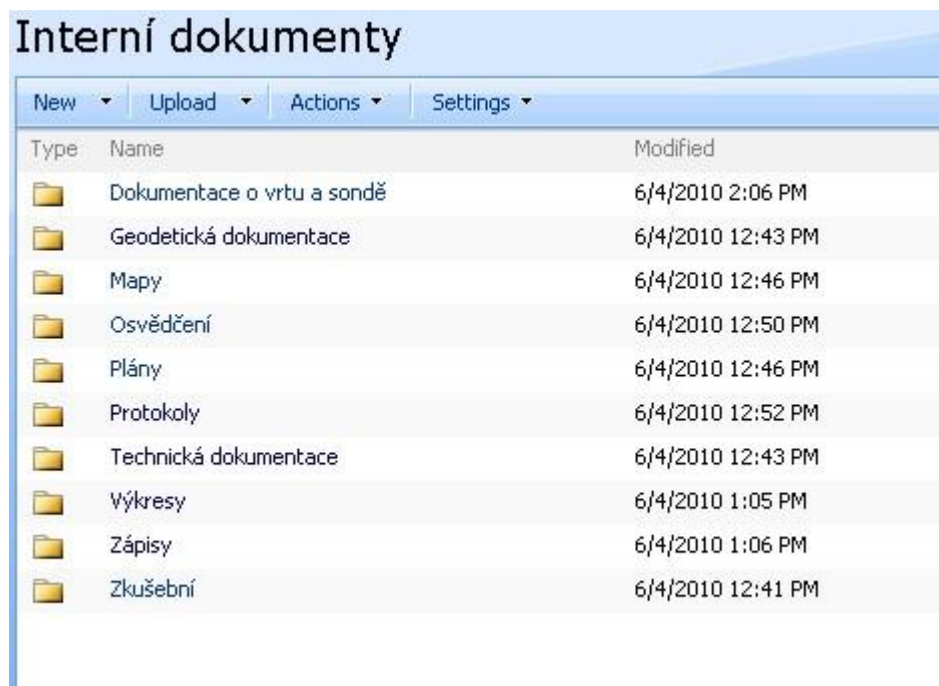 Interní dokumenty
New Upload Actions Settings
Type Name Modified
Dokumentace o vrtu a sondě 6/4/2010 2:06 PM
Geodetická dokumentace 6/4/2010 12:43 PM
Mapy 6/4/2010 12:46 PM
Osvědčení 6/4/2010 12:50 PM
Plány 6/4/2010 12:46 PM
Protokoly 6/4/2010 12:52 PM
Technická dokumentace 6/4/2010 12:43 PM
Výkresy 6/4/2010 1:05 PM
Zápisy 6/4/2010 1:06 PM
Zkušební 6/4/2010 12:41 PM